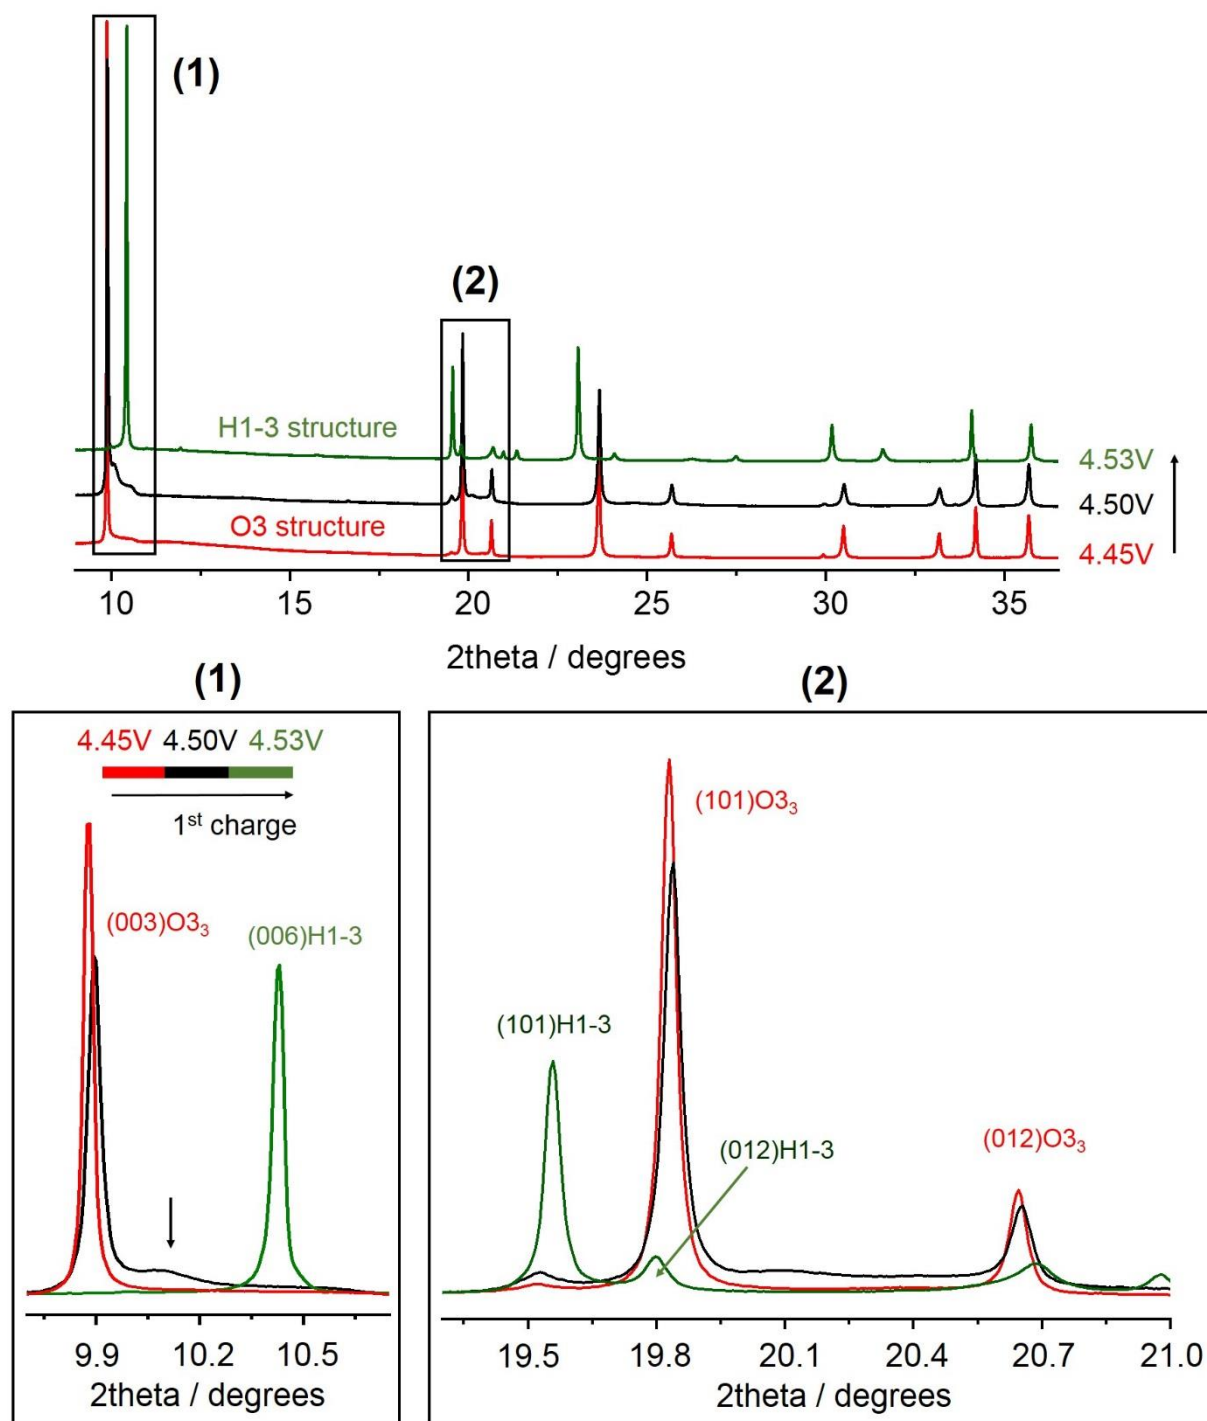 (1)
(2)
H1-3 structure
4.53V
4.50V
O3 structure
4.45V
10 15 20 25 30 35
2theta / degrees
(1)
4.45V 4.50V 4.53V
1st charge
(003)O3₃
(006)H1-3
9.9 10.2 10.5
2theta / degrees
(2)
(101)O3₃
(101)H1-3
(012)H1-3
(012)O3₃
19.5 19.8 20.1 20.4 20.7 21.0
2theta / degrees